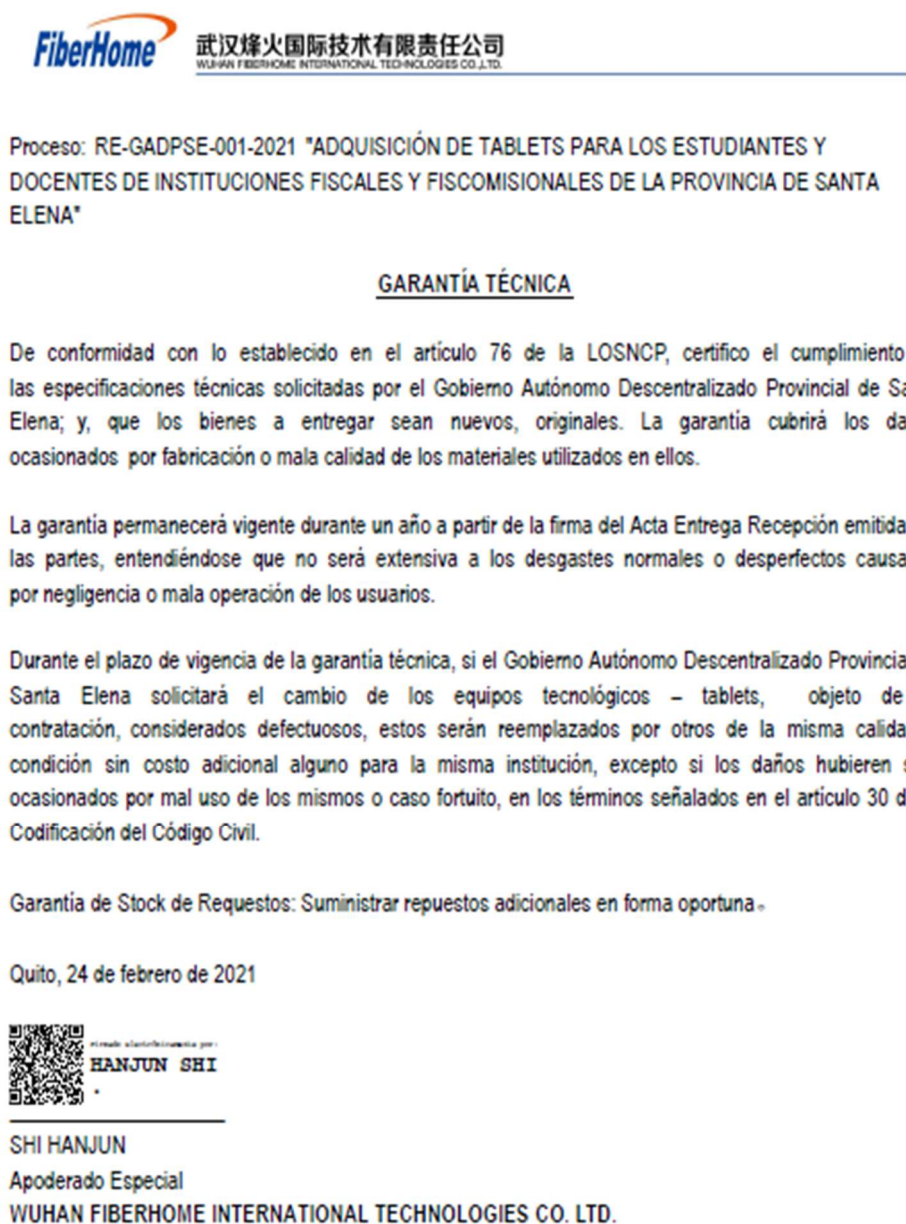 FiberHome
武汉烽火国际技术有限责任公司
WUHAN FIBERHOME INTERNATIONAL TECHNOLOGIES CO.,LTD.
Proceso: RE-GADPSE-001-2021 "ADQUISICIÓN DE TABLETS PARA LOS ESTUDIANTES Y
DOCENTES DE INSTITUCIONES FISCALES Y FISCOMISIONALES DE LA PROVINCIA DE SANTA
ELENA"
GARANTÍA TÉCNICA
De conformidad con lo establecido en el artículo 76 de la LOSNCP, certifico el cumplimiento
las especificaciones técnicas solicitadas por el Gobierno Autónomo Descentralizado Provincial de Sa
Elena; y, que los bienes a entregar sean nuevos, originales. La garantía cubrirá los da
ocasionados por fabricación o mala calidad de los materiales utilizados en ellos.
La garantía permanecerá vigente durante un año a partir de la firma del Acta Entrega Recepción emitida
las partes, entendiéndose que no será extensiva a los desgastes normales o desperfectos causa
por negligencia o mala operación de los usuarios.
Durante el plazo de vigencia de la garantía técnica, si el Gobierno Autónomo Descentralizado Provincia
Santa Elena solicitará el cambio de los equipos tecnológicos – tablets, objeto de
contratación, considerados defectuosos, estos serán reemplazados por otros de la misma calida
condición sin costo adicional alguno para la misma institución, excepto si los daños hubieren s
ocasionados por mal uso de los mismos o caso fortuito, en los términos señalados en el artículo 30 d
Codificación del Código Civil.
Garantía de Stock de Requestos: Suministrar repuestos adicionales en forma oportuna
Quito, 24 de febrero de 2021
Firmado electrónicamente por:
HANJUN SHI
.
SHI HANJUN
Apoderado Especial
WUHAN FIBERHOME INTERNATIONAL TECHNOLOGIES CO. LTD.